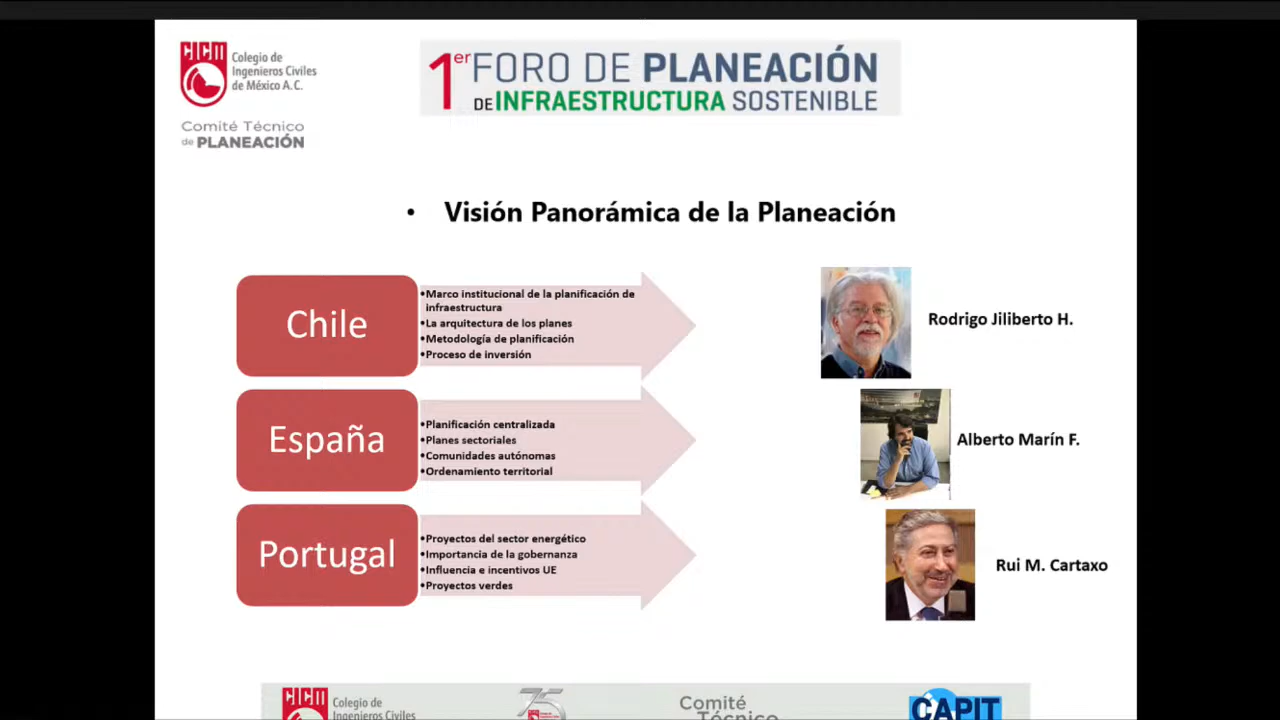 CICM
Colegio de
Ingenieros Civiles
de México A.C.
Comité Técnico
de PLANEACIÓN
1er FORO DE PLANEACIÓN
DE INFRAESTRUCTURA SOSTENIBLE
• Visión Panorámica de la Planeación
Chile
•Marco institucional de la planificación de
infraestructura
•La arquitectura de los planes
•Metodología de planificación
•Proceso de inversión
Rodrigo Jiliberto H.
España
•Planificación centralizada
•Planes sectoriales
•Comunidades autónomas
•Ordenamiento territorial
Alberto Marín F.
Portugal
•Proyectos del sector energético
•Importancia de la gobernanza
•Influencia e incentivos UE
•Proyectos verdes
Rui M. Cartaxo
CICM
Colegio de
Ingenieros Civiles
75
Comité
Técnico
CAPIT